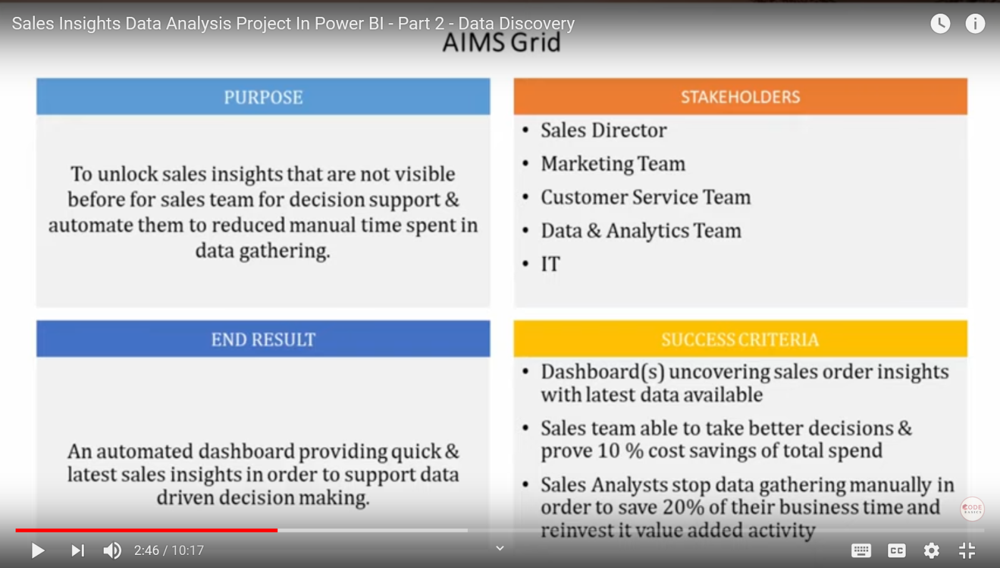 Sales Insights Data Analysis Project In Power BI - Part 2 - Data Discovery
AIMS Grid
PURPOSE
To unlock sales insights that are not visible
before for sales team for decision support &
automate them to reduced manual time spent in
data gathering.
STAKEHOLDERS
• Sales Director
• Marketing Team
• Customer Service Team
• Data & Analytics Team
• IT
END RESULT
An automated dashboard providing quick &
latest sales insights in order to support data
driven decision making.
SUCCESS CRITERIA
• Dashboard(s) uncovering sales order insights
with latest data available
• Sales team able to take better decisions &
prove 10 % cost savings of total spend
• Sales Analysts stop data gathering manually in
order to save 20% of their business time and
reinvest it value added activity
CODE
BASICS
2:46 / 10:17
CC